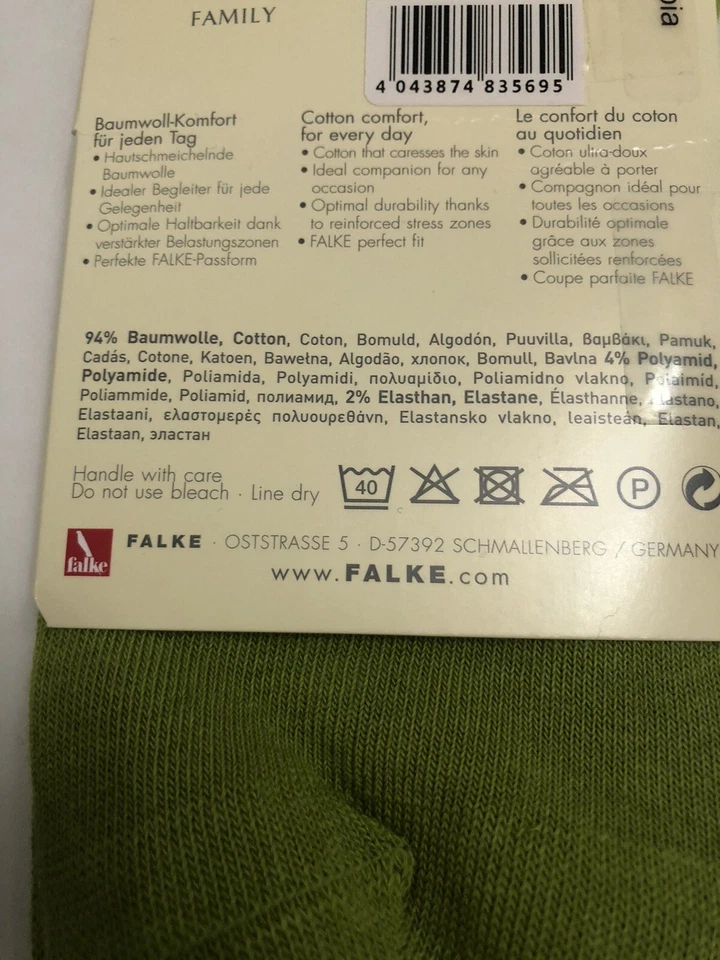 FAMILY
4 043874 835695
Baumwoll-Komfort
für jeden Tag
• Hautschmeichelnde
Baumwolle
• Idealer Begleiter für jede
Gelegenheit
• Optimale Haltbarkeit dank
verstärkter Belastungszonen
• Perfekte FALKE-Passform
Cotton comfort,
for every day
• Cotton that caresses the skin
• Ideal companion for any
occasion
• Optimal durability thanks
to reinforced stress zones
• FALKE perfect fit
Le confort du coton
au quotidien
• Coton ultra-doux
agréable à porter
• Compagnon idéal pour
toutes les occasions
• Durabilité optimale
grâce aux zones
sollicitées renforcées
• Coupe parfaite FALKE
94% Baumwolle, Cotton, Coton, Bomuld, Algodón, Puuvilla, βαμβάκι, Pamuk,
Cadás, Cotone, Katoen, Bawełna, Algodão, хлопок, Bomull, Bavlna 4% Polyamid,
Polyamide, Poliamida, Polyamidi, πολυαμίδιο, Poliamidno vlakno, Polaimíd,
Poliammide, Poliamid, полиамид, 2% Elasthan, Elastane, Élasthanne, Elastano,
Elastaani, ελαστομερές πολυουρεθάνη, Elastansko vlakno, leaisteán, Elastan,
Elastaan, эластан
Handle with care
Do not use bleach · Line dry
40
P
falke
FALKE · OSTSTRASSE 5 · D-57392 SCHMALLENBERG / GERMANY
www.FALKE.com